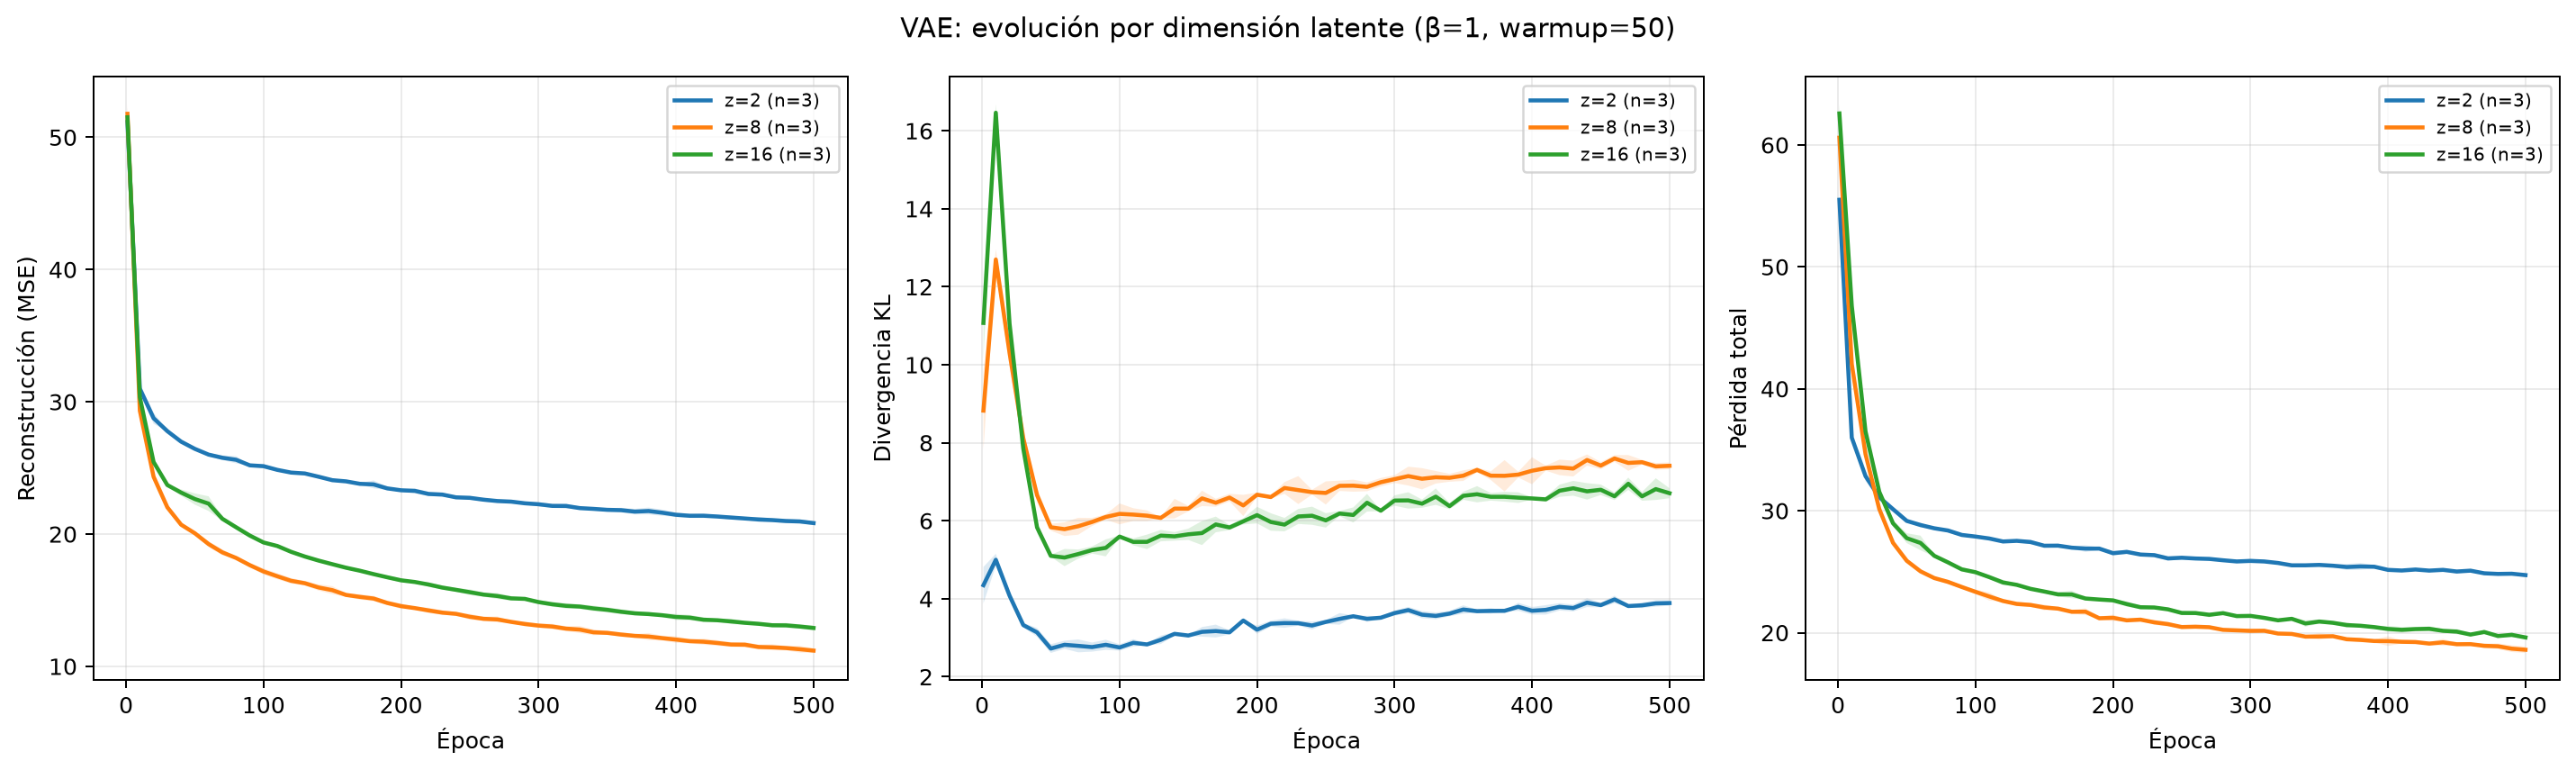 VAE: evolución por dimensión latente (β=1, warmup=50)
Reconstrucción (MSE)
50
40
30
20
10
z=2 (n=3)
z=8 (n=3)
z=16 (n=3)
0 100 200 300 400 500
Época
Divergencia KL
16
14
12
10
8
6
4
2
z=2 (n=3)
z=8 (n=3)
z=16 (n=3)
0 100 200 300 400 500
Época
Pérdida total
60
50
40
30
20
z=2 (n=3)
z=8 (n=3)
z=16 (n=3)
0 100 200 300 400 500
Época